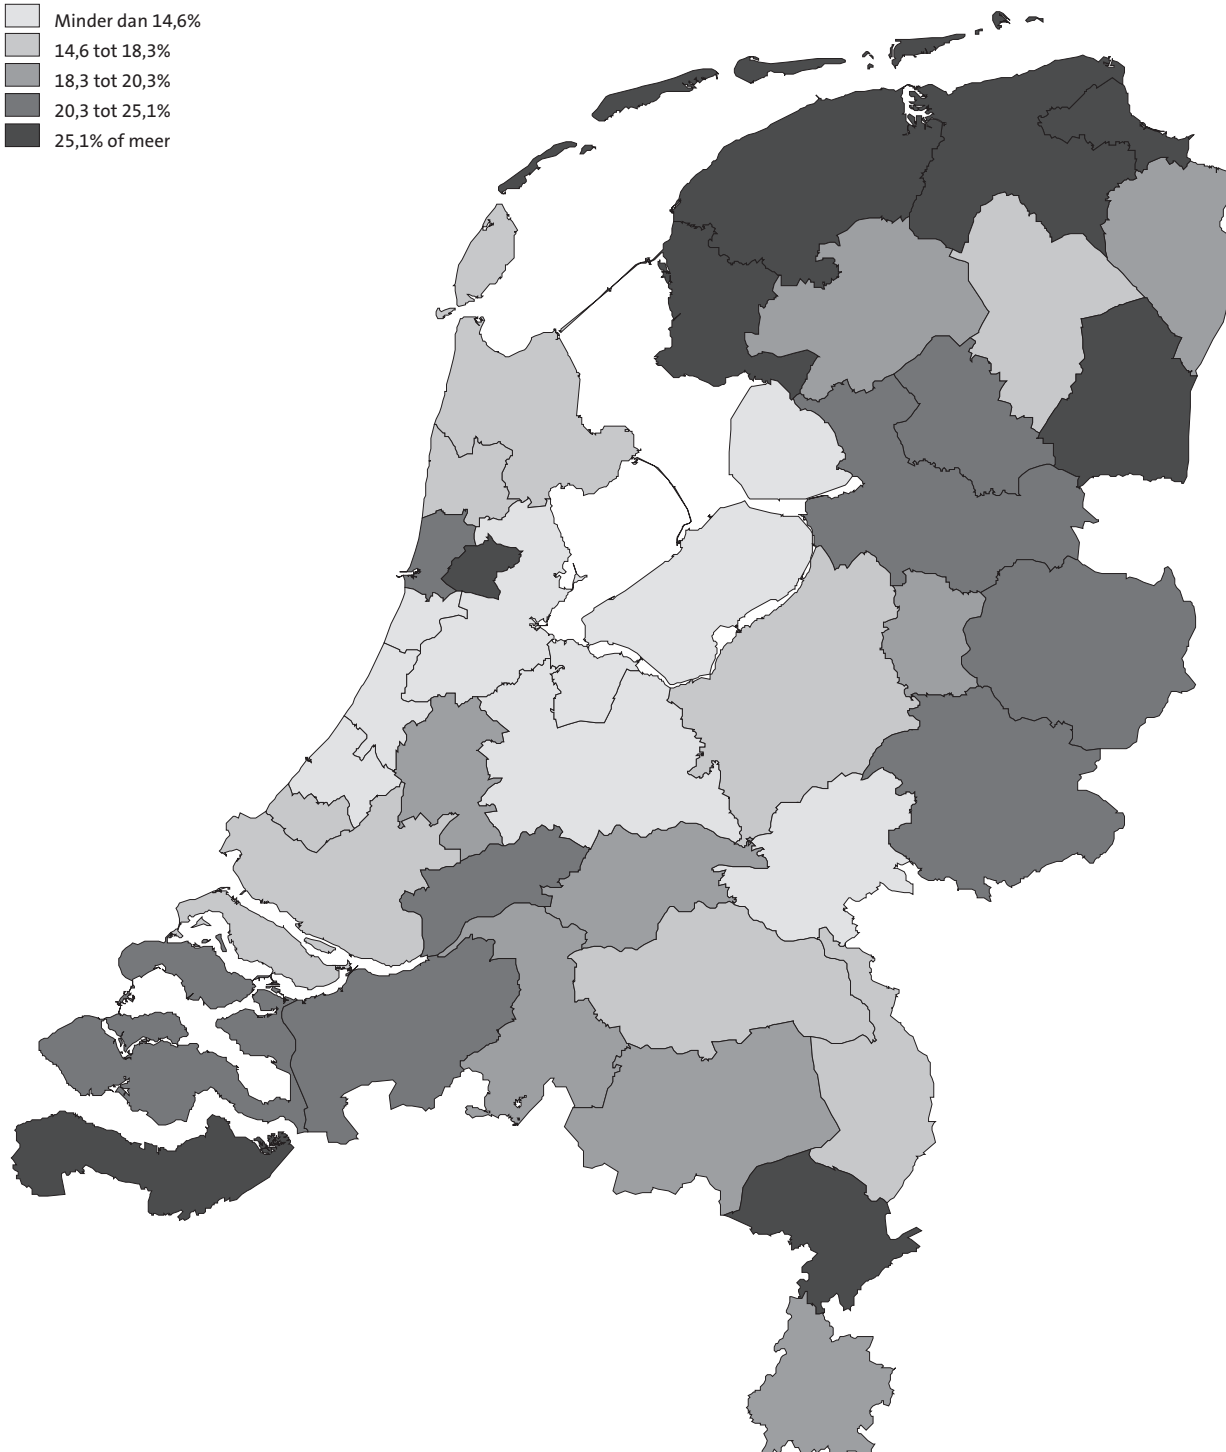 Minder dan 14,6%
14,6 tot 18,3%
18,3 tot 20,3%
20,3 tot 25,1%
25,1% of meer